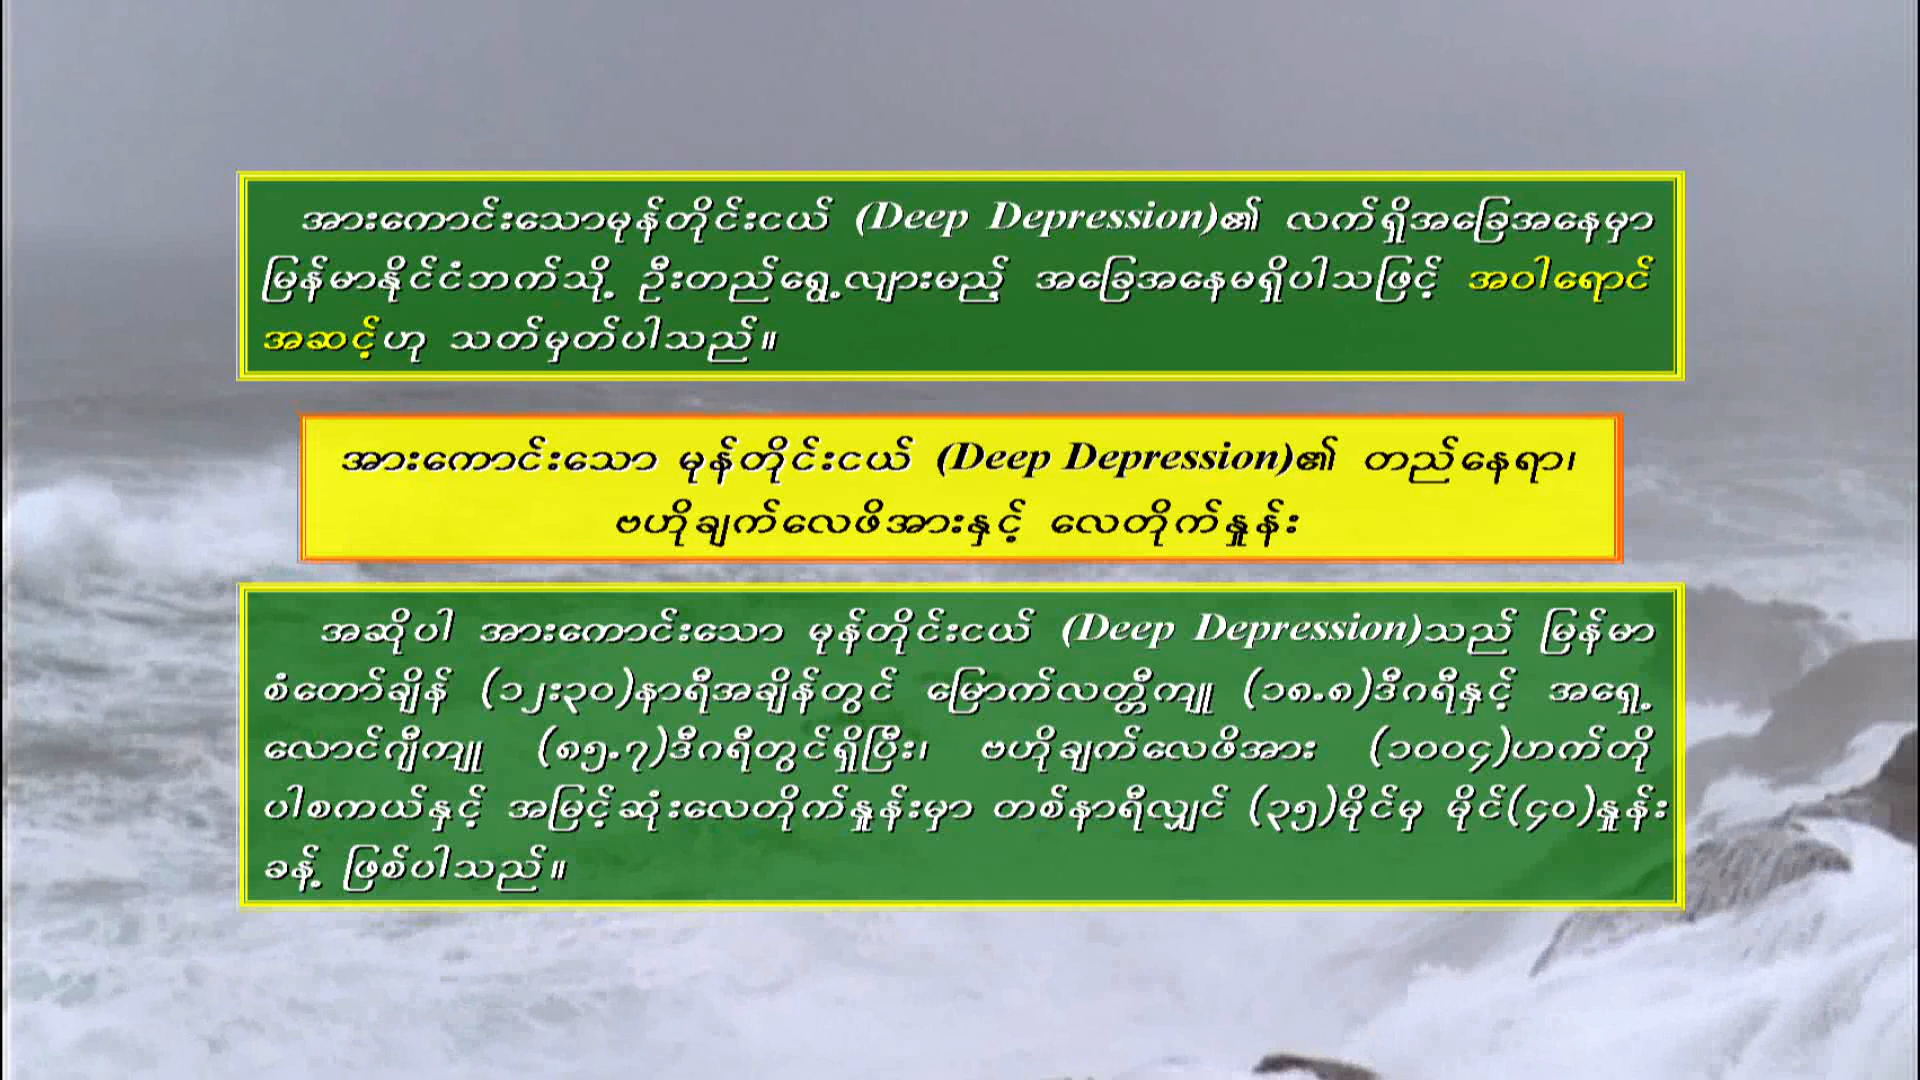 အားကောင်းသောမုန်တိုင်းငယ် (Deep Depression)၏ လက်ရှိအခြေအနေမှာ
မြန်မာနိုင်ငံဘက်သို့ ဦးတည်ရွေ့လျားမည့် အခြေအနေမရှိပါသဖြင့် အဝါရောင်
အဆင့်ဟု သတ်မှတ်ပါသည်။
အားကောင်းသော မုန်တိုင်းငယ် (Deep Depression)၏ တည်နေရာ၊
ဗဟိုချက်လေဖိအားနှင့် လေတိုက်နှုန်း
အဆိုပါ အားကောင်းသော မုန်တိုင်းငယ် (Deep Depression)သည် မြန်မာ
စံတော်ချိန် (၁၂း၃၀)နာရီအချိန်တွင် မြောက်လတ္တီကျု (၁၈.၈)ဒီဂရီနှင့် အရှေ့
လောင်ဂျီကျု (၈၅.၇)ဒီဂရီတွင်ရှိပြီး၊ ဗဟိုချက်လေဖိအား (၁၀၀၄)ဟက်တို
ပါစကယ်နှင့် အမြင့်ဆုံးလေတိုက်နှုန်းမှာ တစ်နာရီလျှင် (၃၅)မိုင်မှ မိုင်(၄၀)နှုန်း
ခန့် ဖြစ်ပါသည်။